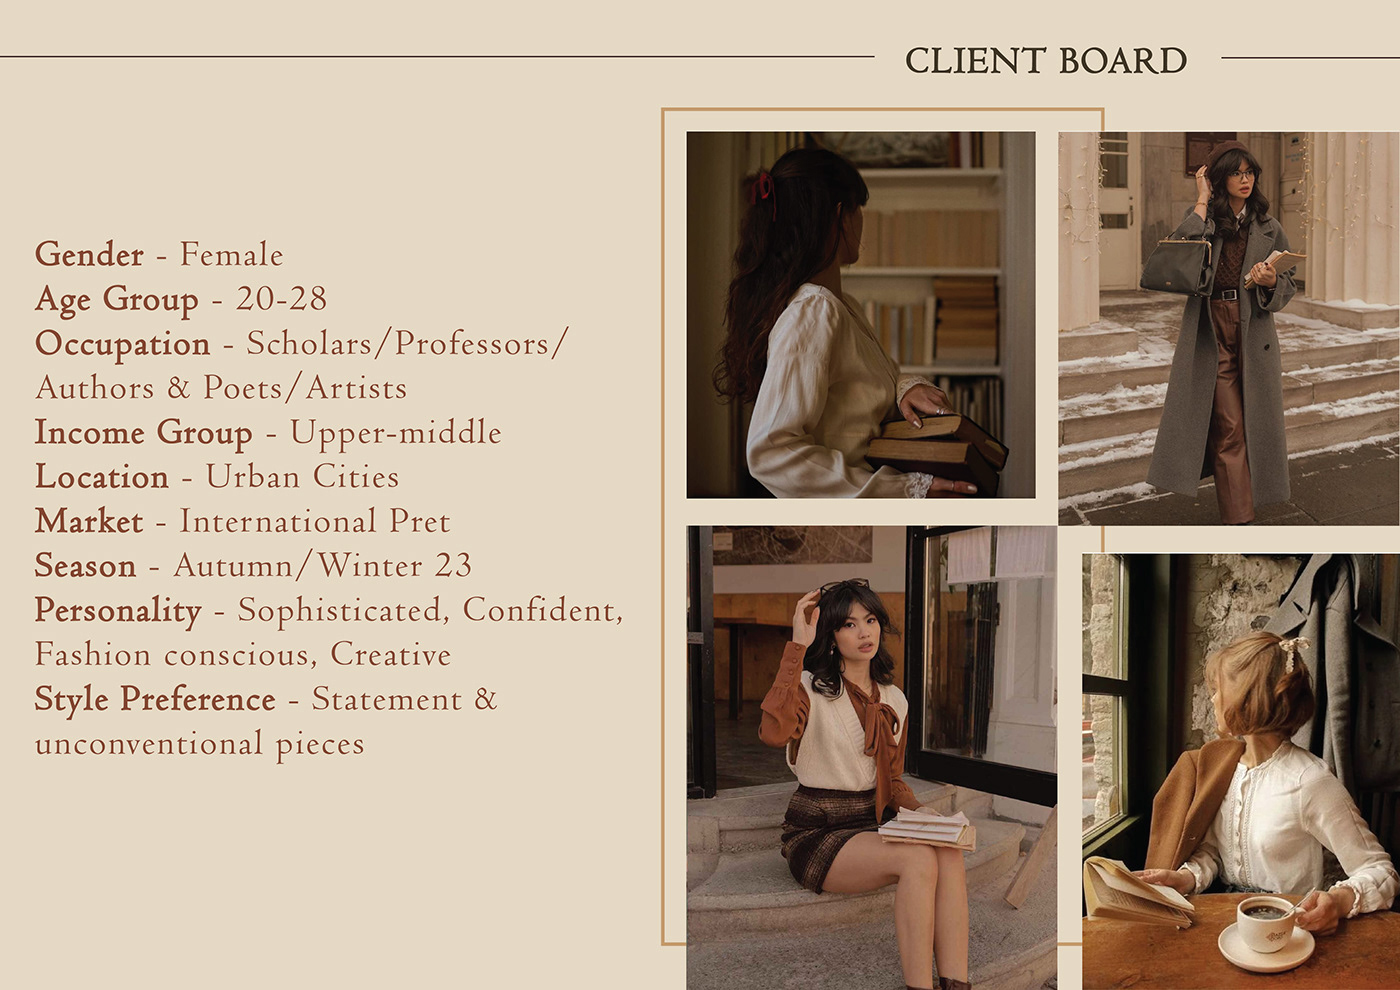 CLIENT BOARD
Gender - Female
Age Group - 20-28
Occupation - Scholars/Professors/
Authors & Poets/Artists
Income Group - Upper-middle
Location - Urban Cities
Market - International Pret
Season - Autumn/Winter 23
Personality - Sophisticated, Confident,
Fashion conscious, Creative
Style Preference - Statement &
unconventional pieces